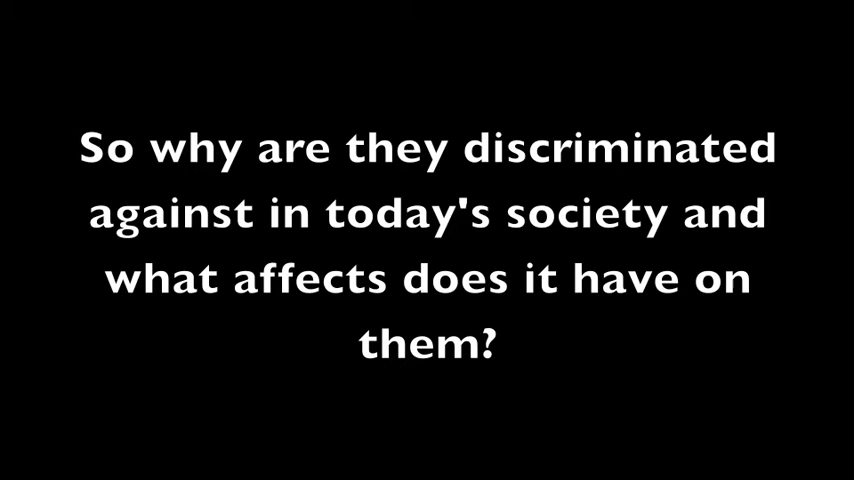 So why are they discriminated
against in today's society and
what affects does it have on
them?